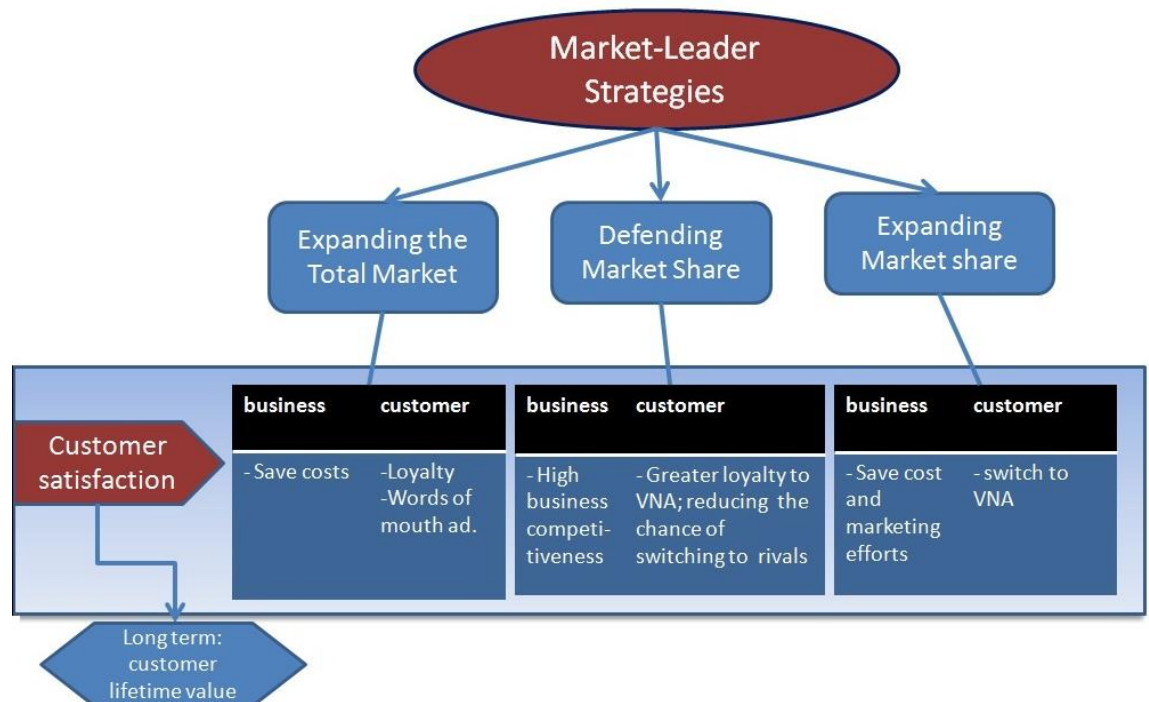 Market-Leader
Strategies
Expanding the
Total Market
Defending
Market Share
Expanding
Market share
Customer
satisfaction
business customer
- Save costs
-Loyalty
-Words of
mouth ad.
business customer
- High
business
competi-
tiveness
- Greater loyalty to
VNA; reducing the
chance of
switching to rivals
business customer
- Save cost
and
marketing
efforts
- switch to
VNA
Long term:
customer
lifetime value